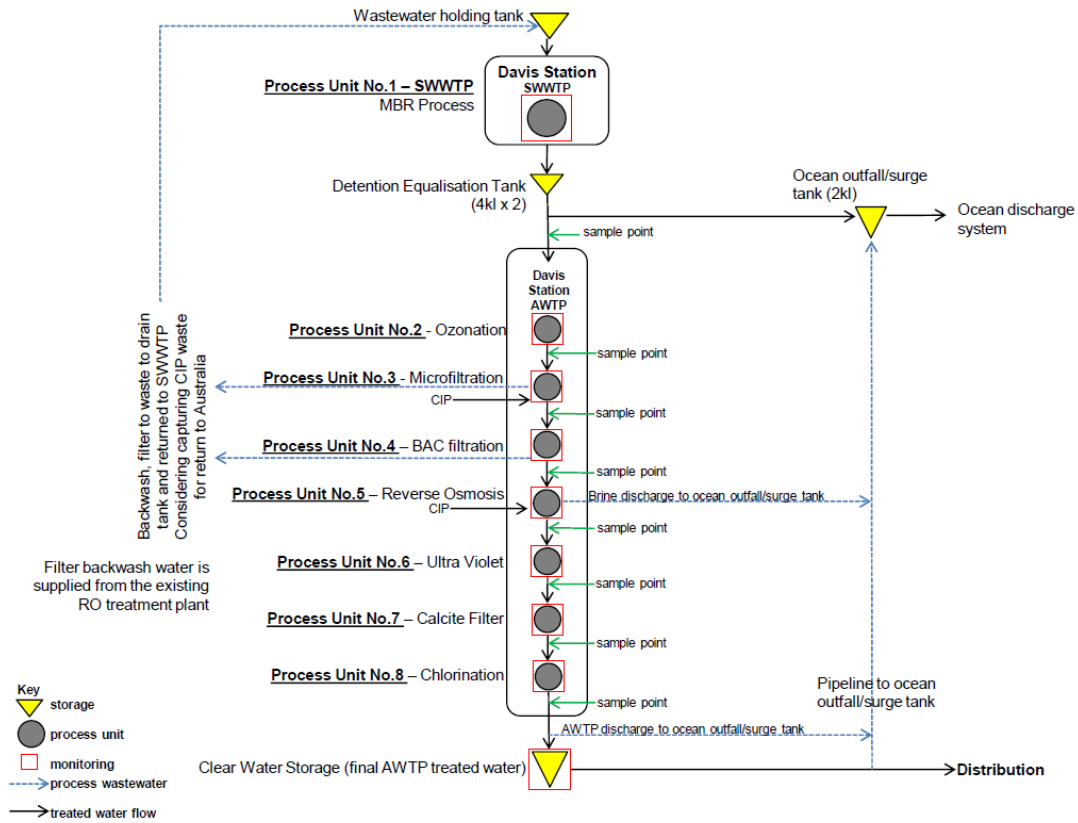 Wastewater holding tank
Davis Station
SWWTP
Process Unit No.1 – SWWTP
MBR Process
Detention Equalisation Tank
(4kl x 2)
Ocean outfall/surge
tank (2kl)
Ocean discharge
system
sample point
Davis
Station
AWTP
Process Unit No.2 - Ozonation
sample point
Process Unit No.3 - Microfiltration
CIP
sample point
Process Unit No.4 – BAC filtration
sample point
Process Unit No.5 – Reverse Osmosis
CIP
Brine discharge to ocean outfall/surge tank
sample point
Process Unit No.6 – Ultra Violet
sample point
Process Unit No.7 – Calcite Filter
sample point
Process Unit No.8 – Chlorination
sample point
Backwash, filter to waste to drain
tank and returned to SWWTP
Considering capturing CIP waste
for return to Australia
Filter backwash water is
supplied from the existing
RO treatment plant
Pipeline to ocean
outfall/surge tank
AWTP discharge to ocean outfall/surge tank
Clear Water Storage (final AWTP treated water)
Distribution
Key
storage
process unit
monitoring
process wastewater
treated water flow